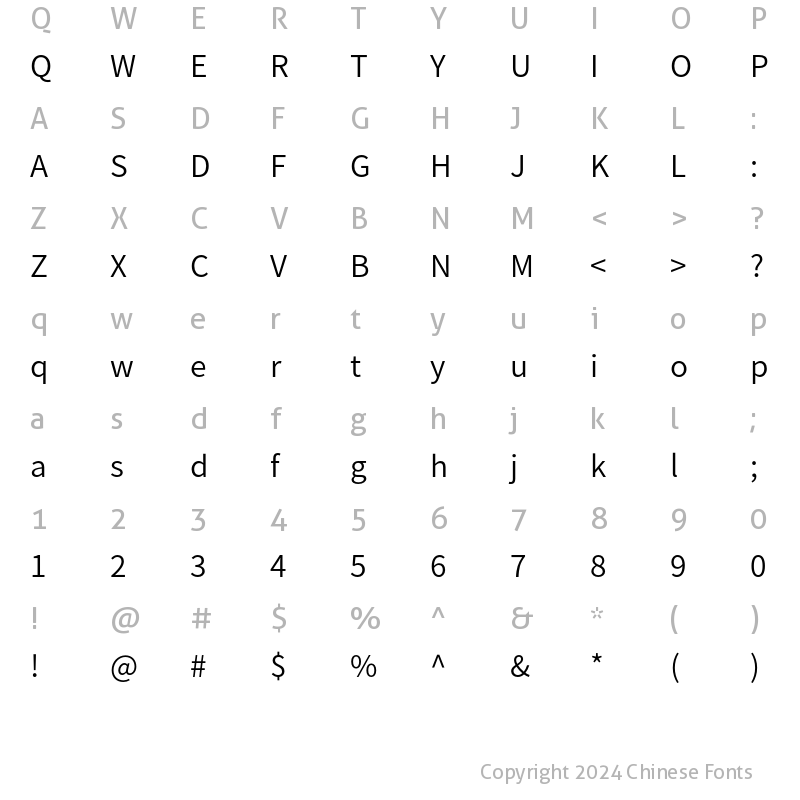 Q W E R T Y U I O P
Q W E R T Y U I O P
A S D F G H J K L :
A S D F G H J K L :
Z X C V B N M < > ?
Z X C V B N M < > ?
q w e r t y u i o p
q w e r t y u i o p
a s d f g h j k l ;
a s d f g h j k l ;
1 2 3 4 5 6 7 8 9 0
1 2 3 4 5 6 7 8 9 0
! @ # $ % ^ & * ( )
! @ # $ % ^ & * ( )
Copyright 2024 Chinese Fonts